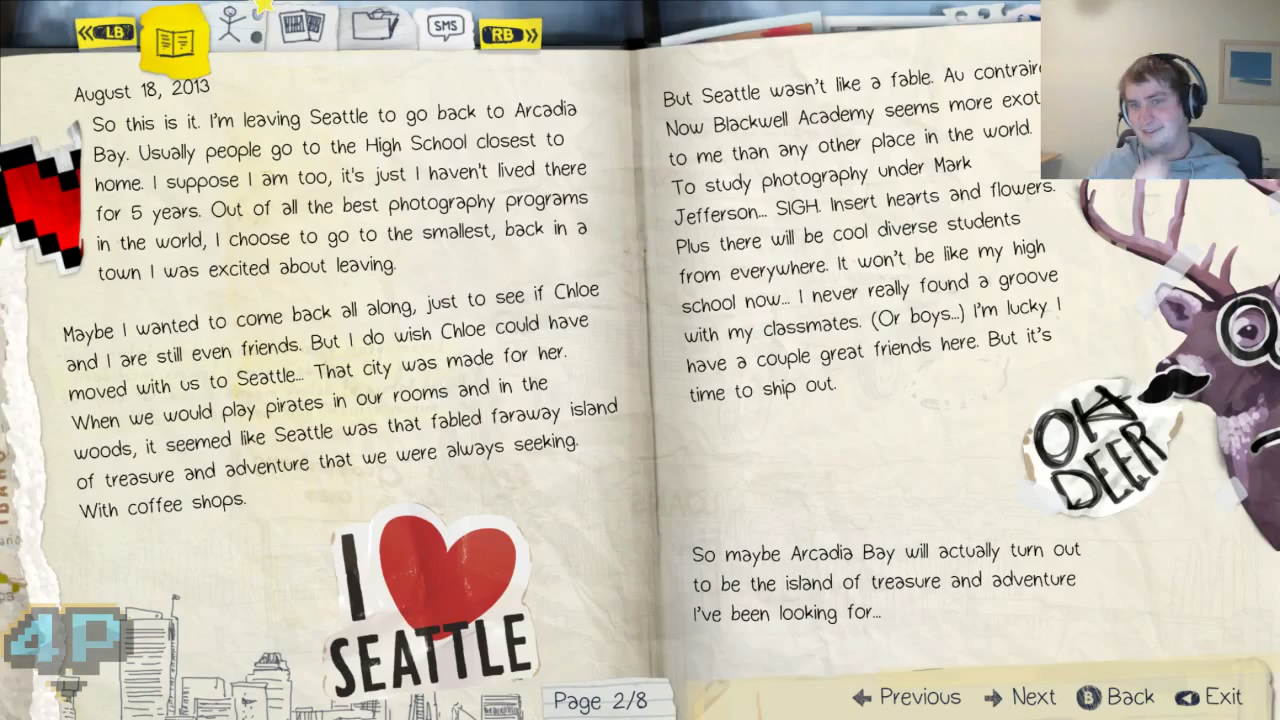 LB
SMS
RB
August 18, 2013
So this is it. I'm leaving Seattle to go back to Arcadia
Bay. Usually people go to the High School closest to
home. I suppose I am too, it's just I haven't lived there
for 5 years. Out of all the best photography programs
in the world, I choose to go to the smallest, back in a
town I was excited about leaving.
Maybe I wanted to come back all along, just to see if Chloe
and I are still even friends. But I do wish Chloe could have
moved with us to Seattle... That city was made for her.
When we would play pirates in our rooms and in the
woods, it seemed like Seattle was that fabled faraway island
of treasure and adventure that we were always seeking.
With coffee shops.
I
SEATTLE
4P
Page 2/8
But Seattle wasn't like a fable. Au contraire
Now Blackwell Academy seems more exot
to me than any other place in the world.
To study photography under Mark
Jefferson... SIGH. Insert hearts and flowers.
Plus there will be cool diverse students
from everywhere. It won't be like my high
school now... I never really found a groove
with my classmates. (Or boys...) I'm lucky I
have a couple great friends here. But it's
time to ship out.
OH
DEER
So maybe Arcadia Bay will actually turn out
to be the island of treasure and adventure
I've been looking for...
Previous Next B Back Exit